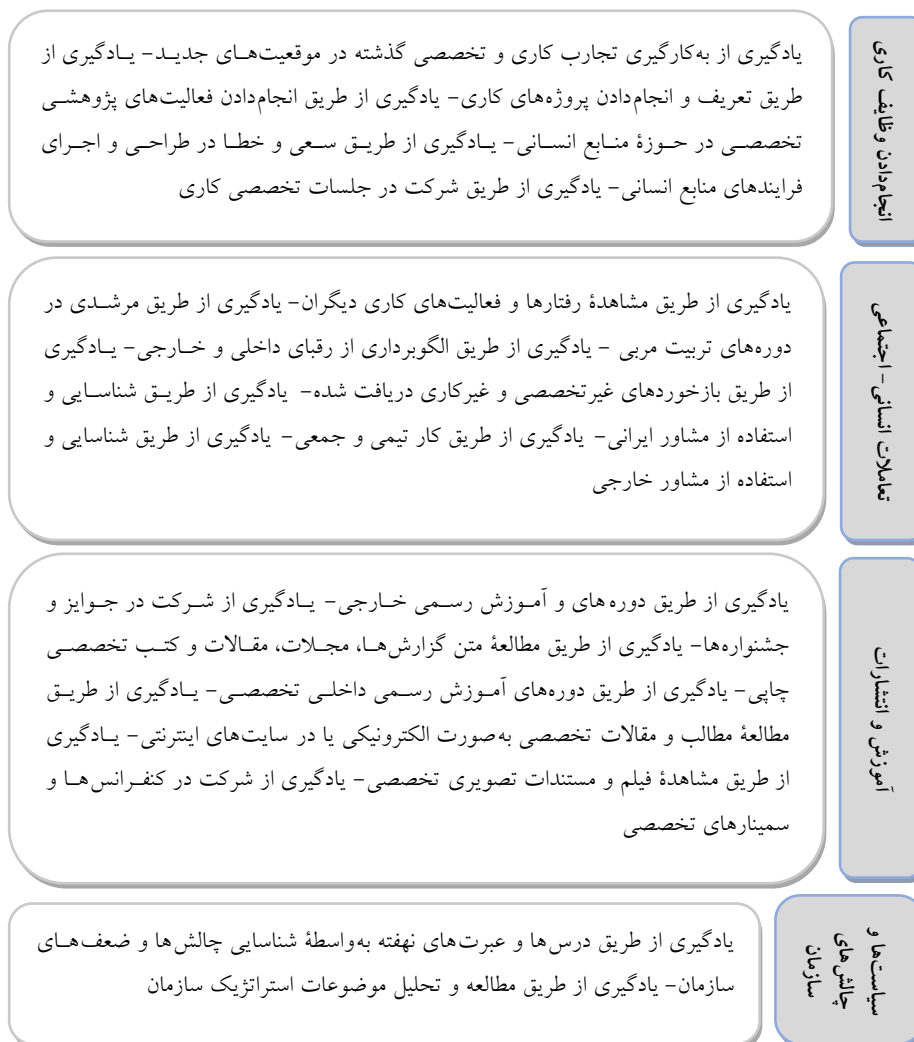 انجام‌دادن وظایف کاری
یادگیری از به‌کارگیری تجارب کاری و تخصصی گذشته در موقعیت‌های جدید- یادگیری از
طریق تعریف و انجام‌دادن پروژه‌های کاری- یادگیری از طریق انجام‌دادن فعالیت‌های پژوهشی
تخصصی در حوزۀ منابع انسانی- یادگیری از طریق سعی و خطا در طراحی و اجرای
فرایندهای منابع انسانی- یادگیری از طریق شرکت در جلسات تخصصی کاری
تعاملات انسانی - اجتماعی
یادگیری از طریق مشاهدۀ رفتارها و فعالیت‌های کاری دیگران- یادگیری از طریق مرشدی در
دوره‌های تربیت مربی - یادگیری از طریق الگوبرداری از رقبای داخلی و خارجی- یادگیری
از طریق بازخوردهای غیرتخصصی و غیرکاری دریافت شده- یادگیری از طریق شناسایی و
استفاده از مشاور ایرانی- یادگیری از طریق کار تیمی و جمعی- یادگیری از طریق شناسایی و
استفاده از مشاور خارجی
آموزش و انتشارات
یادگیری از طریق دوره های و آموزش رسمی خارجی- یادگیری از شرکت در جوایز و
جشنواره‌ها- یادگیری از طریق مطالعۀ متن گزارش‌ها، مجلات، مقالات و کتب تخصصی
چاپی- یادگیری از طریق دوره‌های آموزش رسمی داخلی تخصصی- یادگیری از طریق
مطالعۀ مطالب و مقالات تخصصی به‌صورت الکترونیکی یا در سایت‌های اینترنتی- یادگیری
از طریق مشاهدۀ فیلم و مستندات تصویری تخصصی- یادگیری از شرکت در کنفرانس ها و
سمینارهای تخصصی
سیاست‌ها و
چالش های
سازمان
یادگیری از طریق درس‌ها و عبرت‌های نهفته به‌واسطۀ شناسایی چالش‌ها و ضعف‌های
سازمان- یادگیری از طریق مطالعه و تحلیل موضوعات استراتژیک سازمان